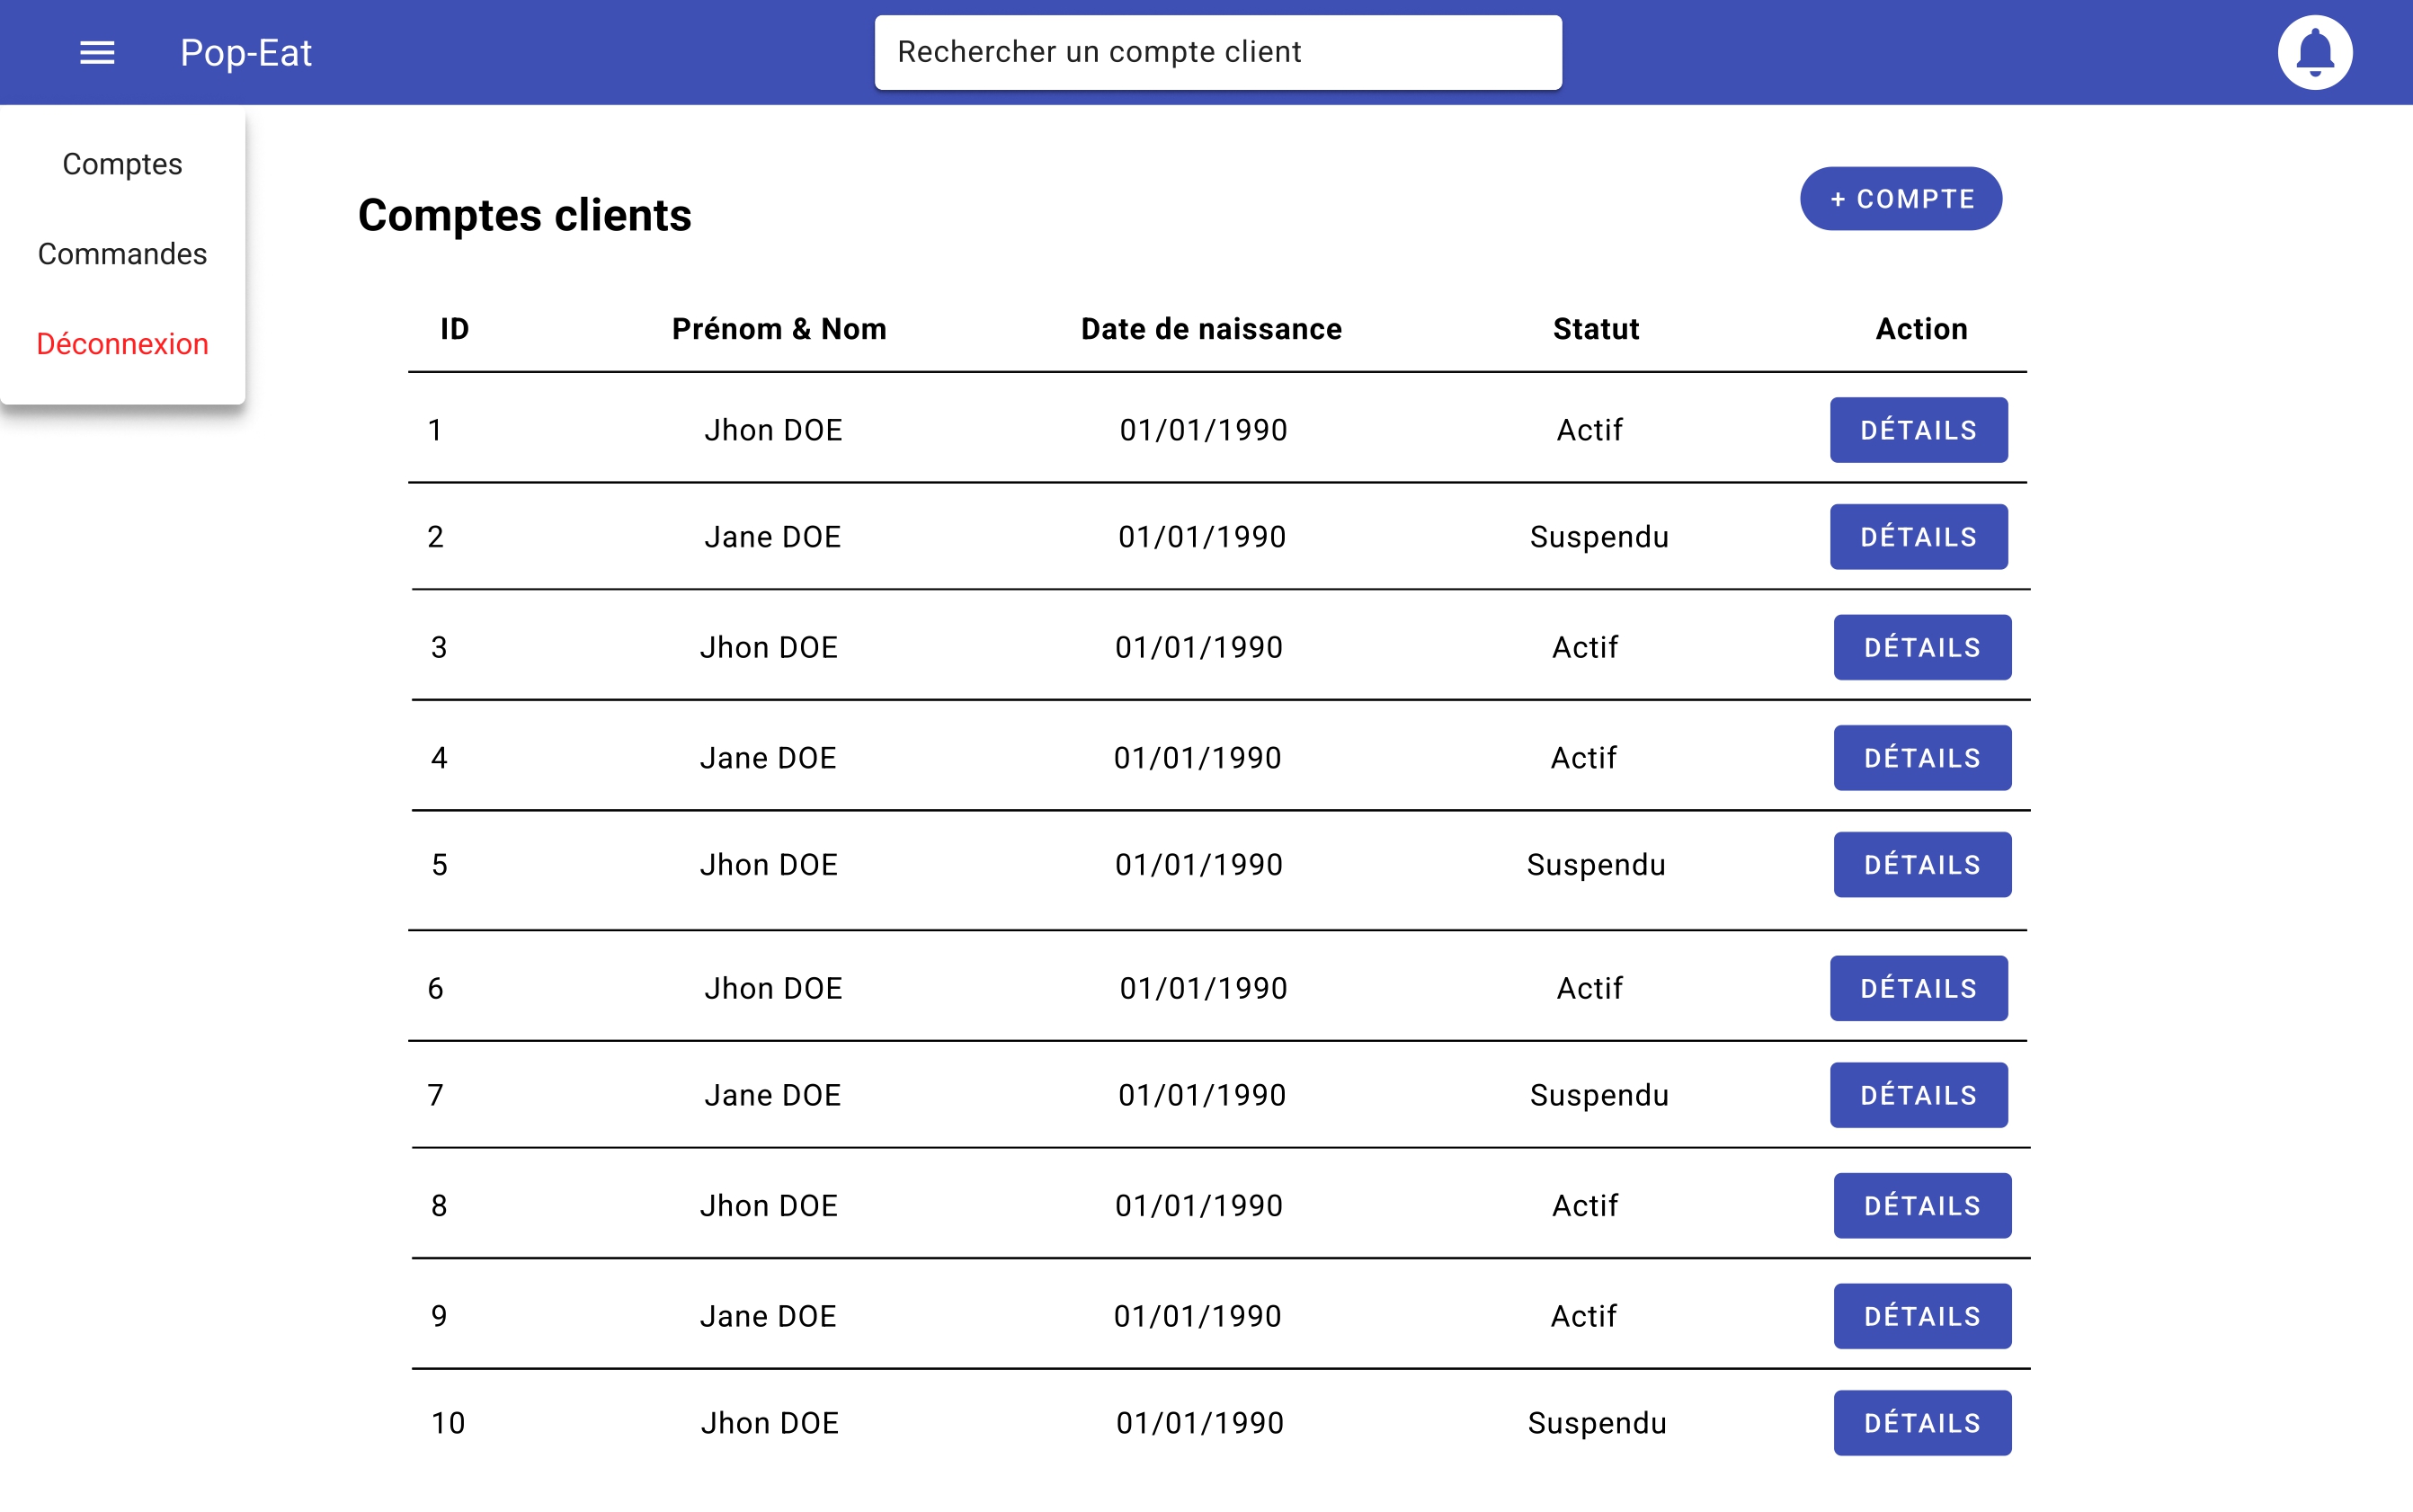 Pop-Eat
Rechercher un compte client
Comptes
Commandes
Déconnexion
Comptes clients
+ COMPTE
ID Prénom & Nom Date de naissance Statut Action
1 Jhon DOE 01/01/1990 Actif DÉTAILS
2 Jane DOE 01/01/1990 Suspendu DÉTAILS
3 Jhon DOE 01/01/1990 Actif DÉTAILS
4 Jane DOE 01/01/1990 Actif DÉTAILS
5 Jhon DOE 01/01/1990 Suspendu DÉTAILS
6 Jhon DOE 01/01/1990 Actif DÉTAILS
7 Jane DOE 01/01/1990 Suspendu DÉTAILS
8 Jhon DOE 01/01/1990 Actif DÉTAILS
9 Jane DOE 01/01/1990 Actif DÉTAILS
10 Jhon DOE 01/01/1990 Suspendu DÉTAILS